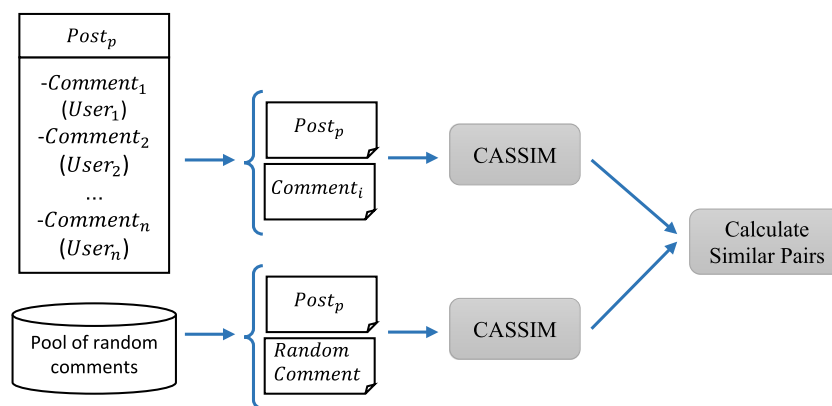 Post_p
-Comment_1
(User_1)
-Comment_2
(User_2)
...
-Comment_n
(User_n)
Post_p
Comment_i
CASSIM
Calculate
Similar Pairs
Pool of random
comments
Post_p
Random
Comment
CASSIM